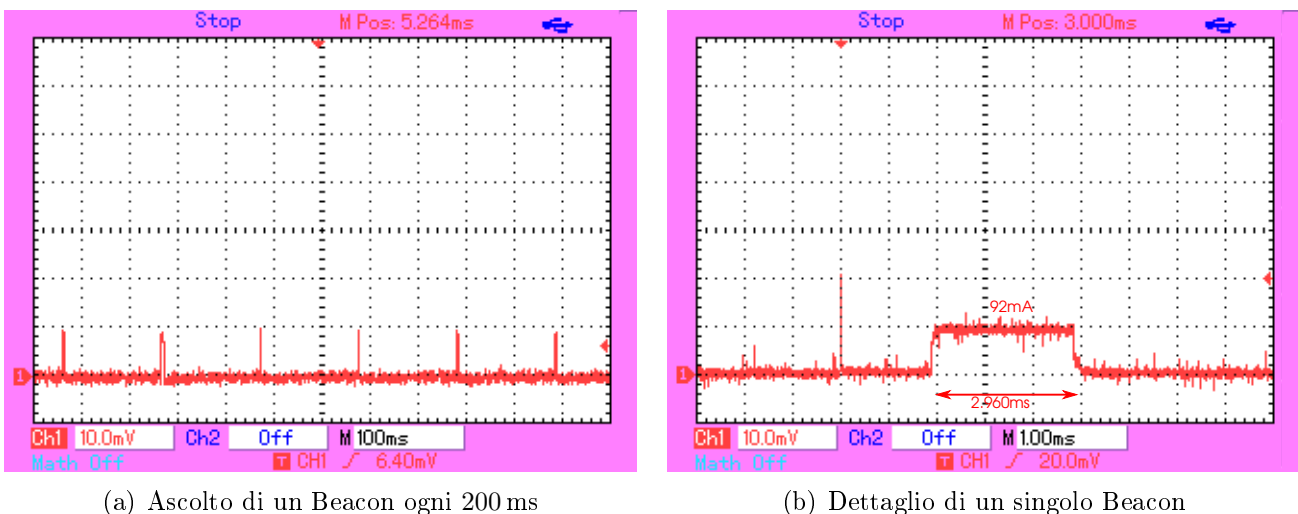 Stop M Pos: 5.264ms
1
Ch1 10.0mV Ch2 Off M 100ms
Math Off T CH1 6.40mV
(a) Ascolto di un Beacon ogni 200 ms
Stop M Pos: 3.000ms
92mA
1
2.960ms
Ch1 10.0mV Ch2 Off M 1.00ms
Math Off T CH1 20.0mV
(b) Dettaglio di un singolo Beacon